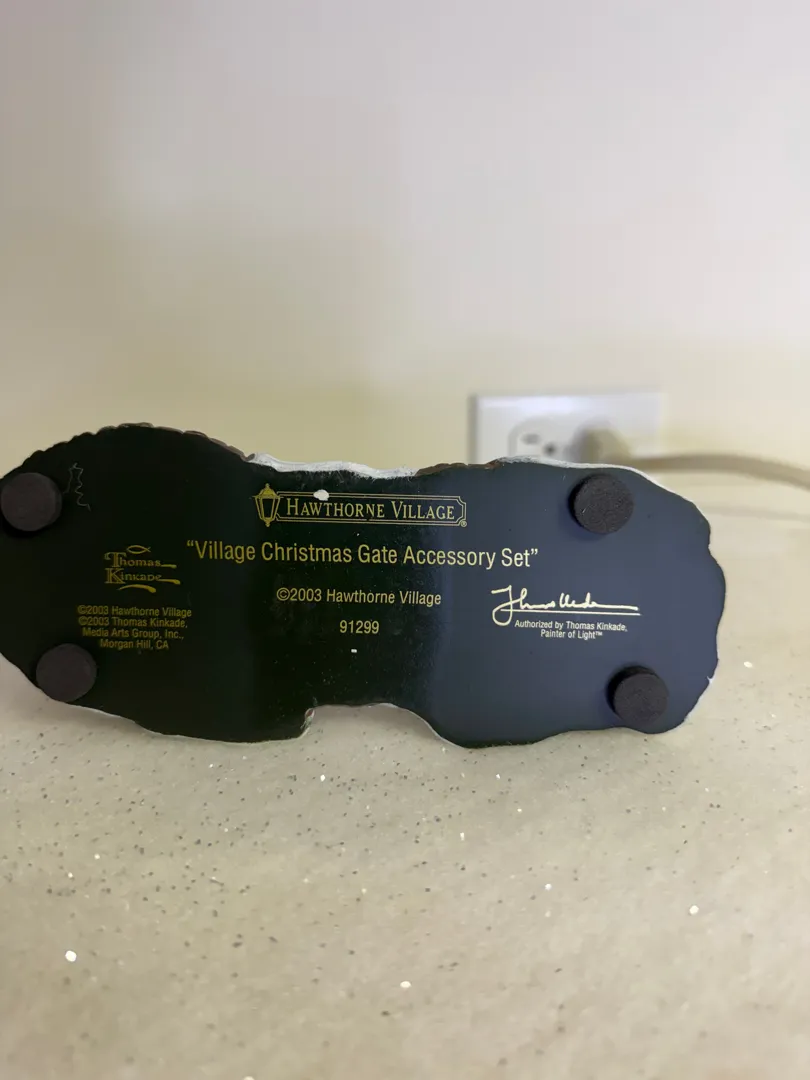 HAWTHORNE VILLAGE®
"Village Christmas Gate Accessory Set"
©2003 Hawthorne Village
91299
Thomas
Kinkade
©2003 Hawthorne Village
©2003 Thomas Kinkade,
Media Arts Group, Inc.,
Morgan Hill, CA
Authorized by Thomas Kinkade,
Painter of Light™